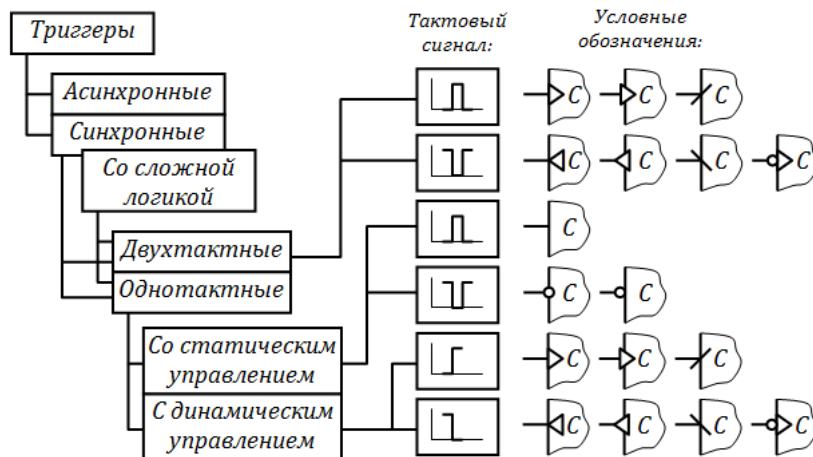 Триггеры
Тактовый
сигнал:
Условные
обозначения:
Асинхронные
Синхронные
Со сложной
логикой
Двухтактные
Однотактные
Со статическим
управлением
С динамическим
управлением
C C C
C C C C
C
C C
C C C
C C C C